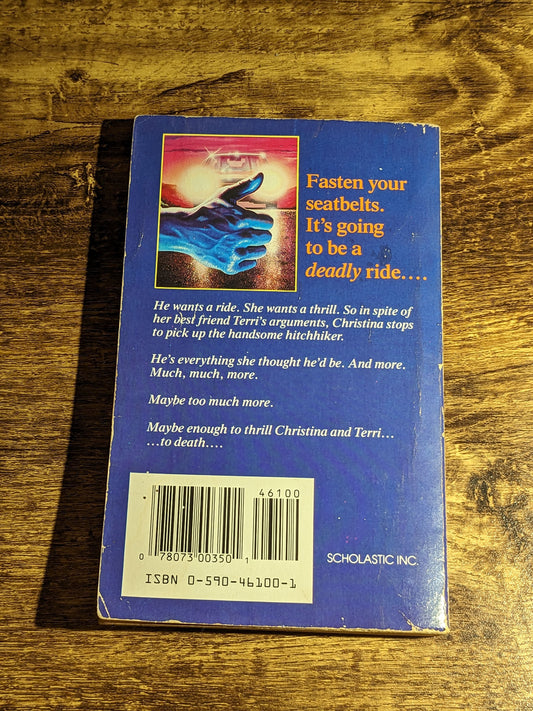 Fasten your
seatbelts.
It's going
to be a
deadly ride....
He wants a ride. She wants a thrill. So in spite of
her best friend Terri's arguments, Christina stops
to pick up the handsome hitchhiker.
He's everything she thought he'd be. And more.
Much, much, more.
Maybe too much more.
Maybe enough to thrill Christina and Terri...
...to death....
46100
0 78073 00350 1
ISBN 0-590-46100-1
SCHOLASTIC INC.